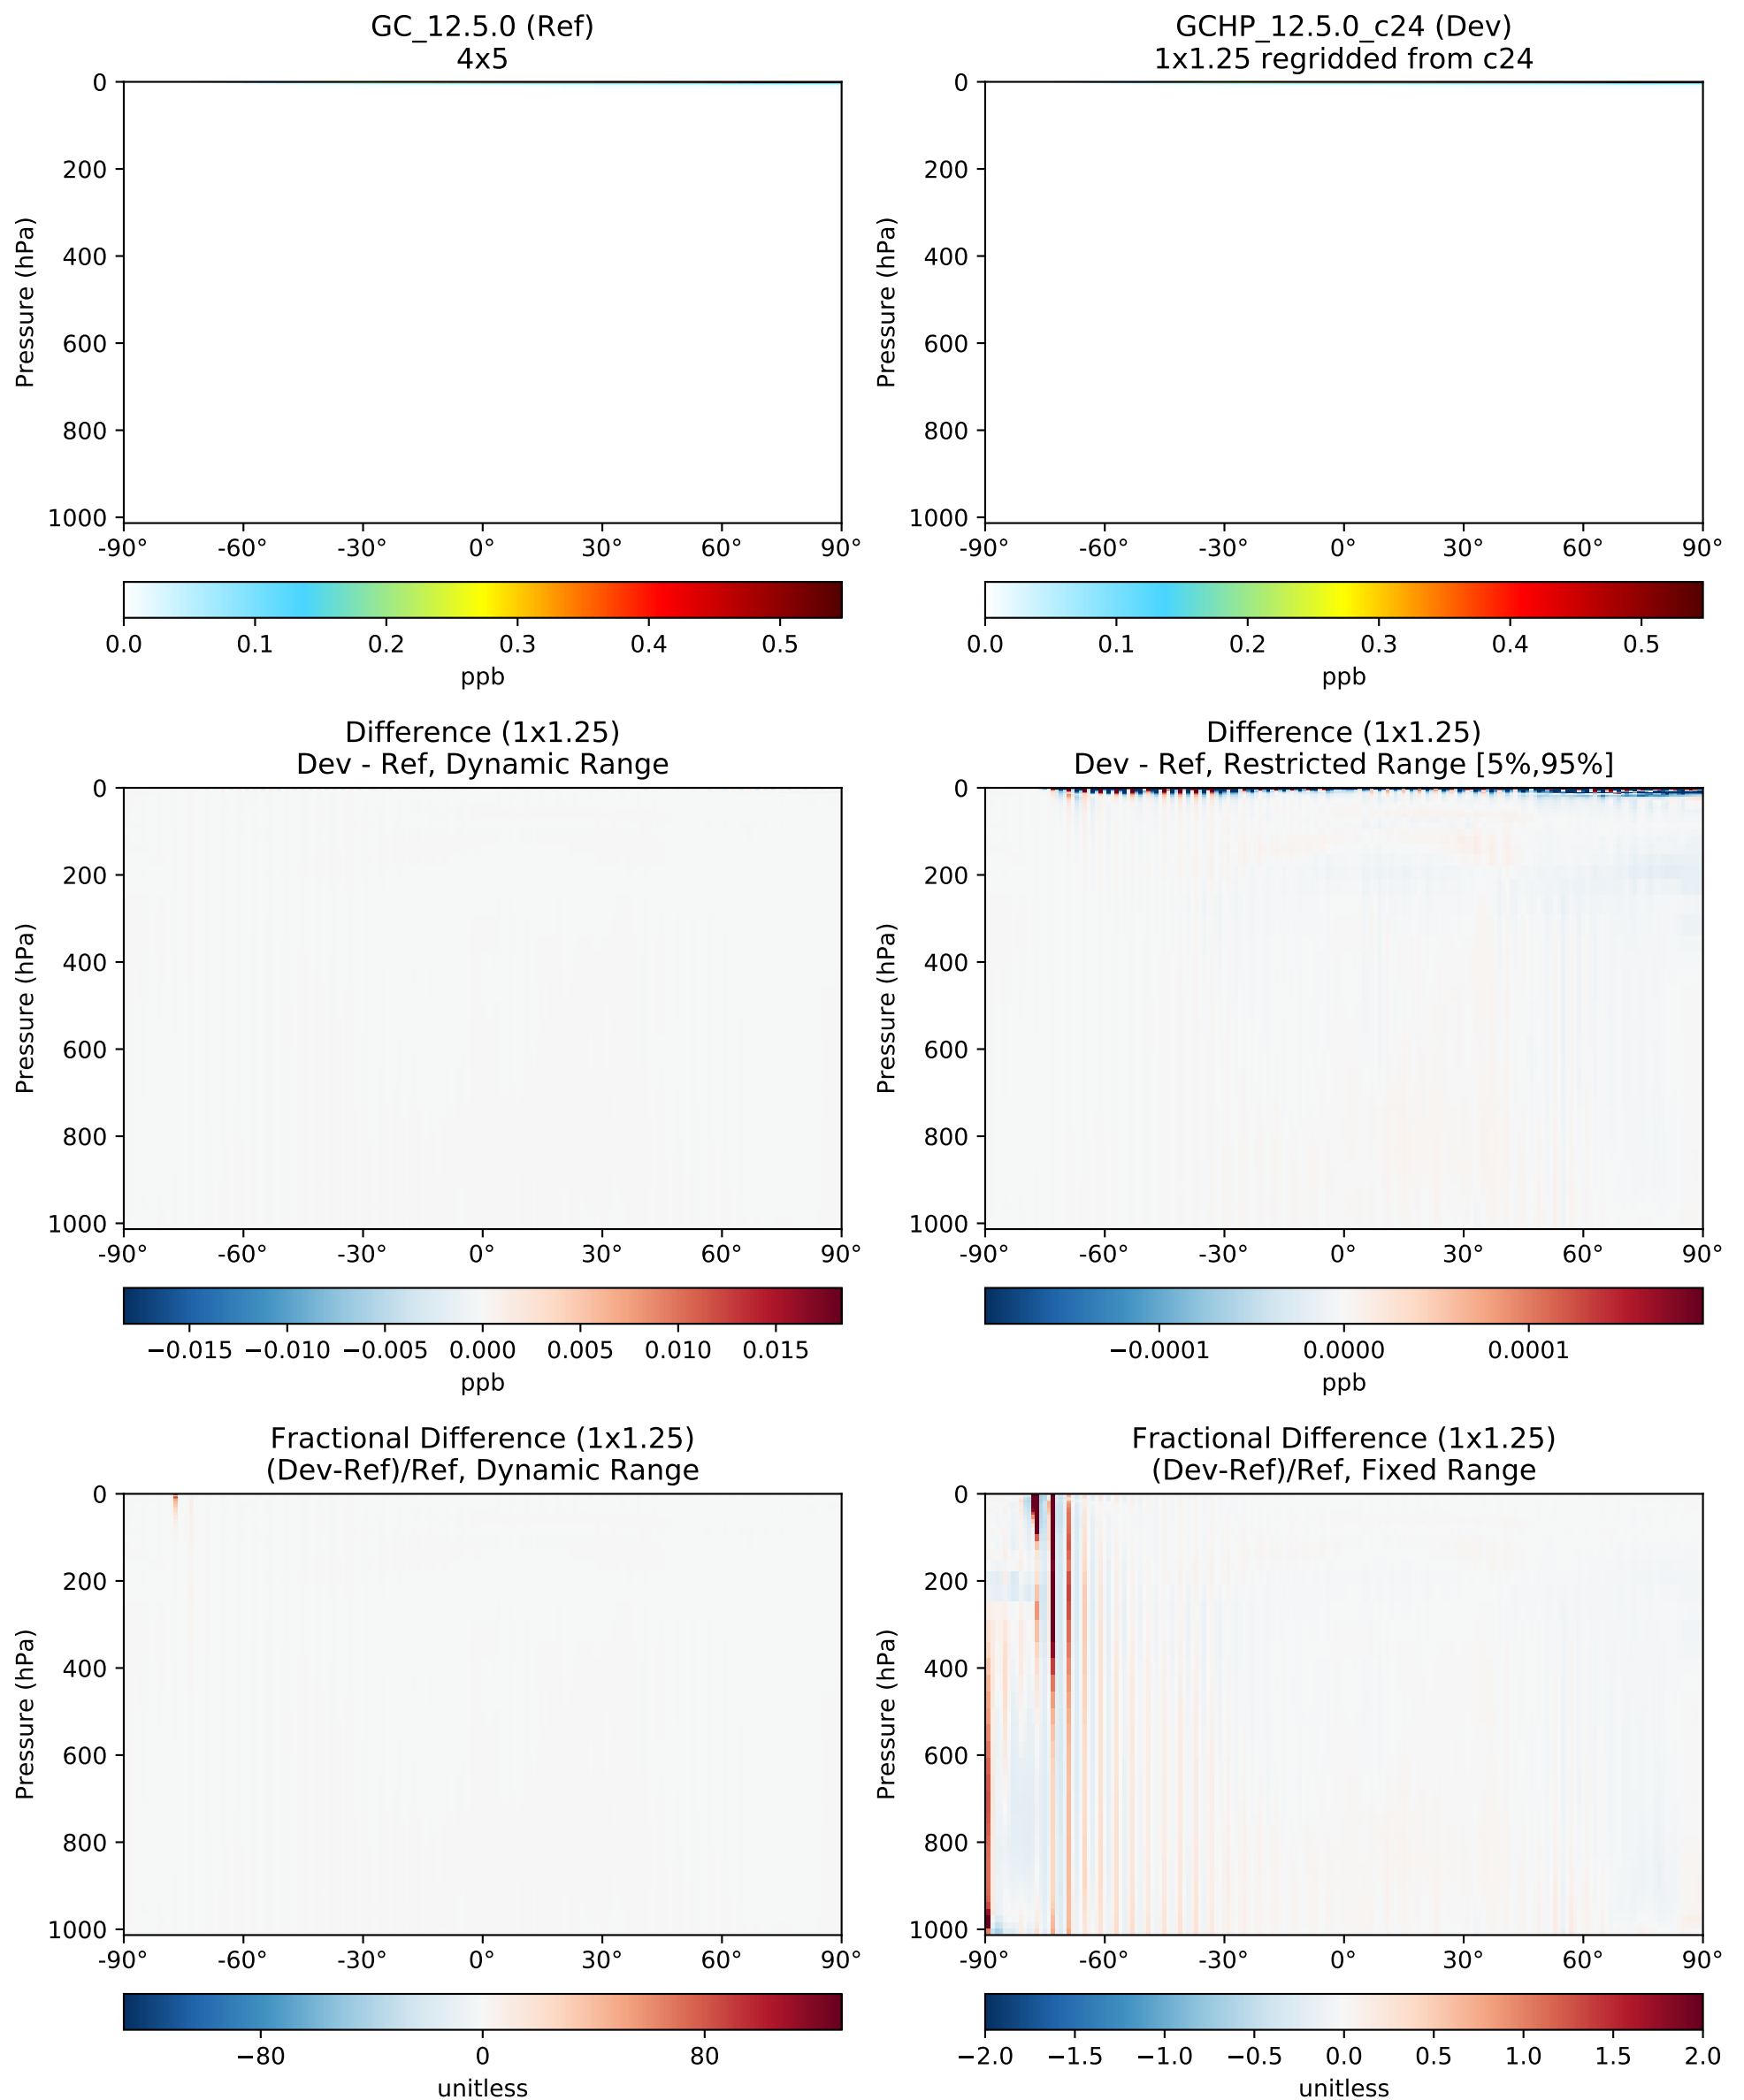 GC_12.5.0 (Ref)
4x5
0
200
400
600
800
1000
Pressure (hPa)
-90° -60° -30° 0° 30° 60° 90°
0.0 0.1 0.2 0.3 0.4 0.5
ppb
GCHP_12.5.0_c24 (Dev)
1x1.25 regridded from c24
0
200
400
600
800
1000
Pressure (hPa)
-90° -60° -30° 0° 30° 60° 90°
0.0 0.1 0.2 0.3 0.4 0.5
ppb
Difference (1x1.25)
Dev - Ref, Dynamic Range
0
200
400
600
800
1000
Pressure (hPa)
-90° -60° -30° 0° 30° 60° 90°
−0.015 −0.010 −0.005 0.000 0.005 0.010 0.015
ppb
Difference (1x1.25)
Dev - Ref, Restricted Range [5%,95%]
0
200
400
600
800
1000
Pressure (hPa)
-90° -60° -30° 0° 30° 60° 90°
−0.0001 0.0000 0.0001
ppb
Fractional Difference (1x1.25)
(Dev-Ref)/Ref, Dynamic Range
0
200
400
600
800
1000
Pressure (hPa)
-90° -60° -30° 0° 30° 60° 90°
−80 0 80
unitless
Fractional Difference (1x1.25)
(Dev-Ref)/Ref, Fixed Range
0
200
400
600
800
1000
Pressure (hPa)
-90° -60° -30° 0° 30° 60° 90°
−2.0 −1.5 −1.0 −0.5 0.0 0.5 1.0 1.5 2.0
unitless